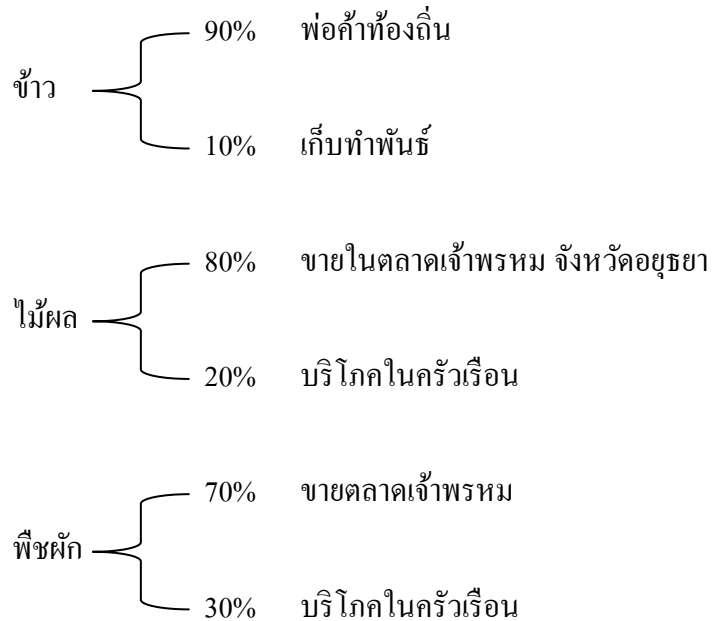 90% พ่อค้าท้องถิ่น
ข้าว
10% เก็บทำพันธ์
80% ขายในตลาดเจ้าพรหม จังหวัดอยุธยา
ไม้ผล
20% บริโภคในครัวเรือน
70% ขายตลาดเจ้าพรหม
พืชผัก
30% บริโภคในครัวเรือน